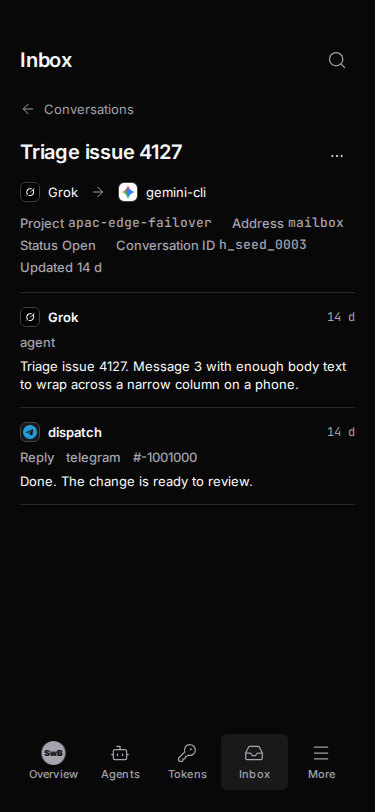 Inbox
Conversations
Triage issue 4127
Grok gemini-cli
Project apac-edge-failover Address mailbox
Status Open Conversation ID h_seed_0003
Updated 14 d
Grok 14 d
agent
Triage issue 4127. Message 3 with enough body text
to wrap across a narrow column on a phone.
dispatch 14 d
Reply telegram #-1001000
Done. The change is ready to review.
SwB
Overview Agents Tokens Inbox More